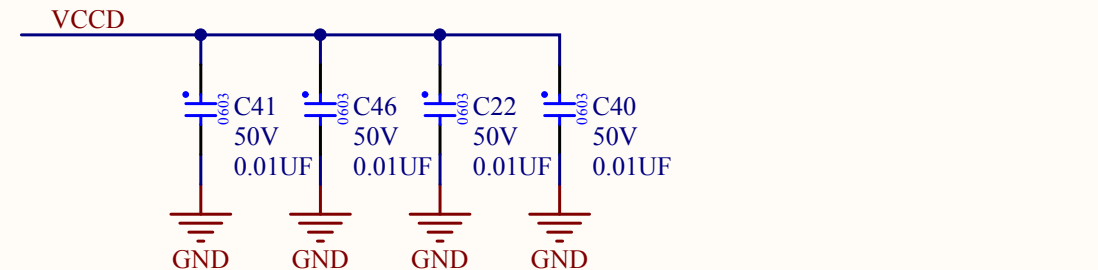 VCCD
0603 C41
50V
0.01UF
GND
0603 C46
50V
0.01UF
GND
0603 C22
50V
0.01UF
GND
0603 C40
50V
0.01UF
GND